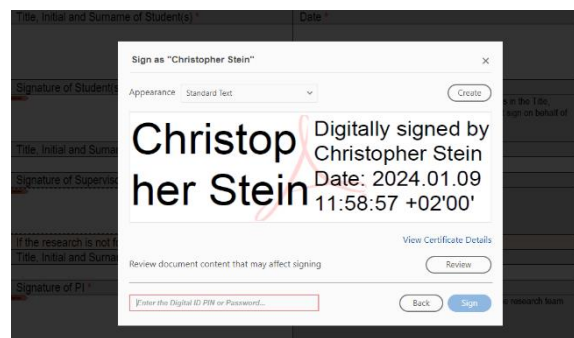 Title, Initial and Surname of Student(s) * Date *
Sign as "Christopher Stein"
Appearance Standard Text Create
Signature of Student(s
s in the Title,
sign on behalf of
Christop
her Stein
Digitally signed by
Christopher Stein
Date: 2024.01.09
11:58:57 +02'00'
Title, Initial and Surna
Signature of Superviso
View Certificate Details
If the research is not f
Title, Initial and Surna
Review document content that may affect signing Review
Signature of PI *
Enter the Digital ID PIN or Password... Back Sign
research team